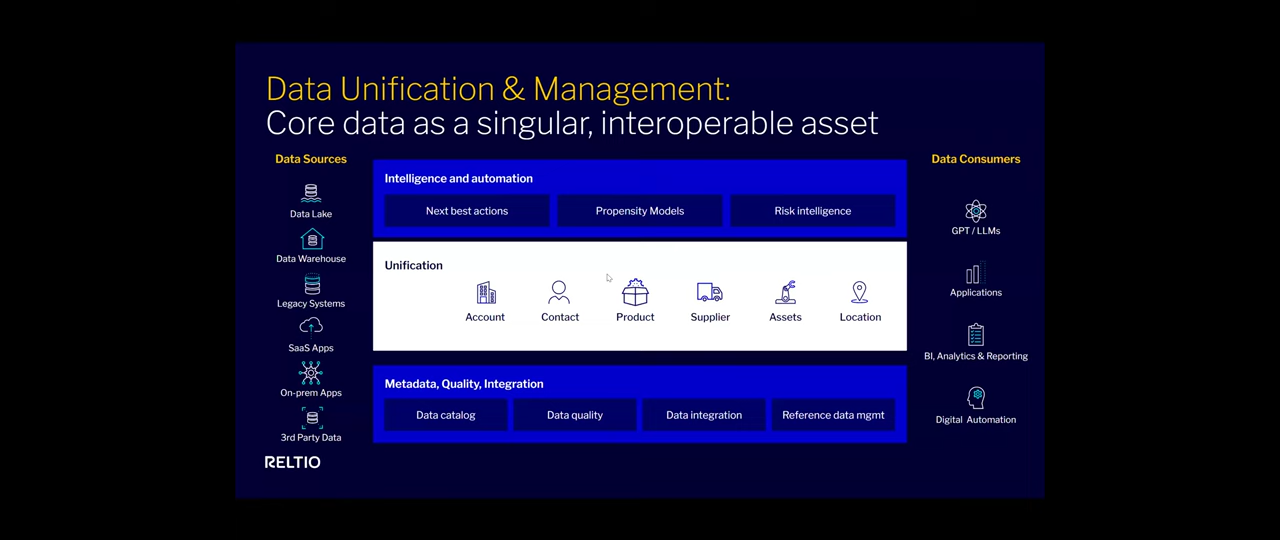 Data Unification & Management:
Core data as a singular, interoperable asset
Data Sources
Data Lake
Data Warehouse
Legacy Systems
SaaS Apps
On-prem Apps
3rd Party Data
Intelligence and automation
Next best actions
Propensity Models
Risk intelligence
Unification
Account
Contact
Product
Supplier
Assets
Location
Metadata, Quality, Integration
Data catalog
Data quality
Data integration
Reference data mgmt
Data Consumers
GPT / LLMs
Applications
BI, Analytics & Reporting
Digital Automation
RELTIO